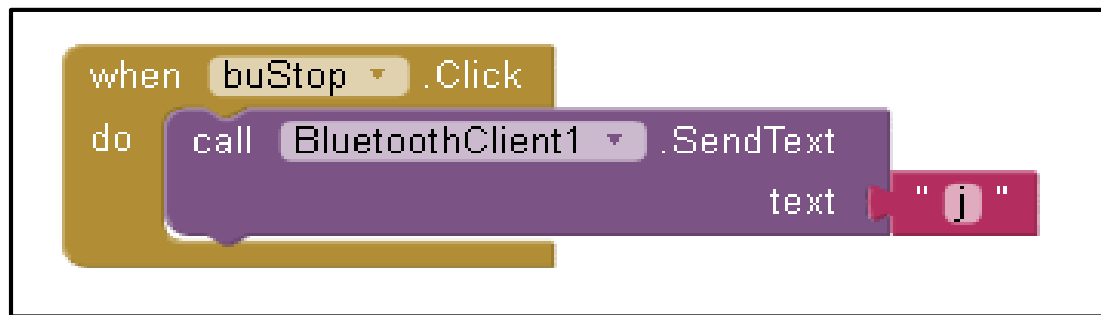 when buStop .Click
do call BluetoothClient1 .SendText
text " j "